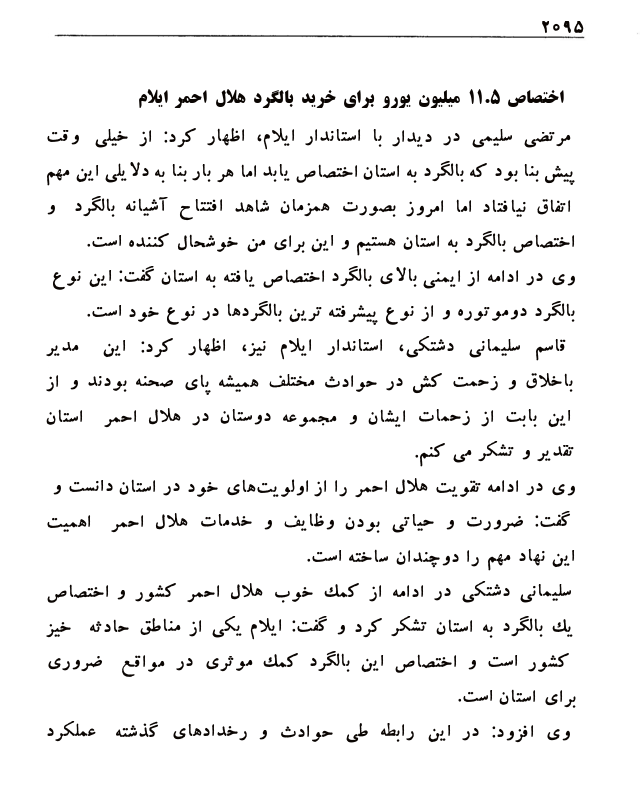 ۲۰۹۵
اختصاص ۱۱.۵ میلیون یورو برای خرید بالگرد هلال احمر ایلام
مرتضی سلیمی در دیدار با استاندار ایلام، اظهار کرد: از خیلی وقت
پیش بنا بود که بالگرد به استان اختصاص یابد اما هر بار بنا به دلایلی این مهم
اتفاق نیافتاد اما امروز بصورت همزمان شاهد افتتاح آشیانه بالگرد و
اختصاص بالگرد به استان هستیم و این برای من خوشحال کننده است.
وی در ادامه از ایمنی بالای بالگرد اختصاص یافته به استان گفت: این نوع
بالگرد دوموتوره و از نوع پیشرفته ترین بالگردها در نوع خود است.
قاسم سلیمانی دشتکی، استاندار ایلام نیز، اظهار کرد: این مدیر
باخلاق و زحمت کش در حوادث مختلف همیشه پای صحنه بودند و از
این بابت از زحمات ایشان و مجموعه دوستان در هلال احمر استان
تقدیر و تشکر می کنم.
وی در ادامه تقویت هلال احمر را از اولویت‌های خود در استان دانست و
گفت: ضرورت و حیاتی بودن وظایف و خدمات هلال احمر اهمیت
این نهاد مهم را دوچندان ساخته است.
سلیمانی دشتکی در ادامه از کمک خوب هلال احمر کشور و اختصاص
یک بالگرد به استان تشکر کرد و گفت: ایلام یکی از مناطق حادثه خیز
کشور است و اختصاص این بالگرد کمک موثری در مواقع ضروری
برای استان است.
وی افزود: در این رابطه طی حوادث و رخدادهای گذشته عملکرد